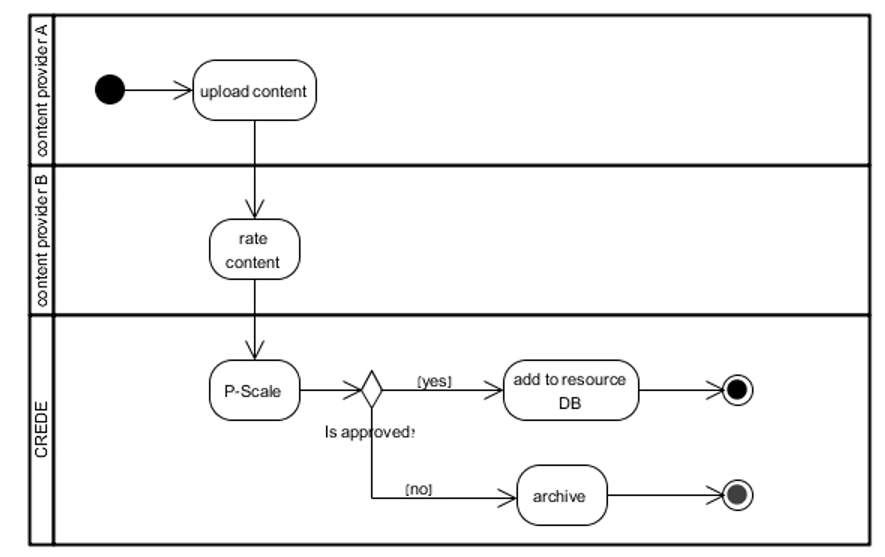 content provider A
upload content
content provider B
rate
content
CREDE
P-Scale
[yes]
add to resource
DB
Is approved?
[no]
archive